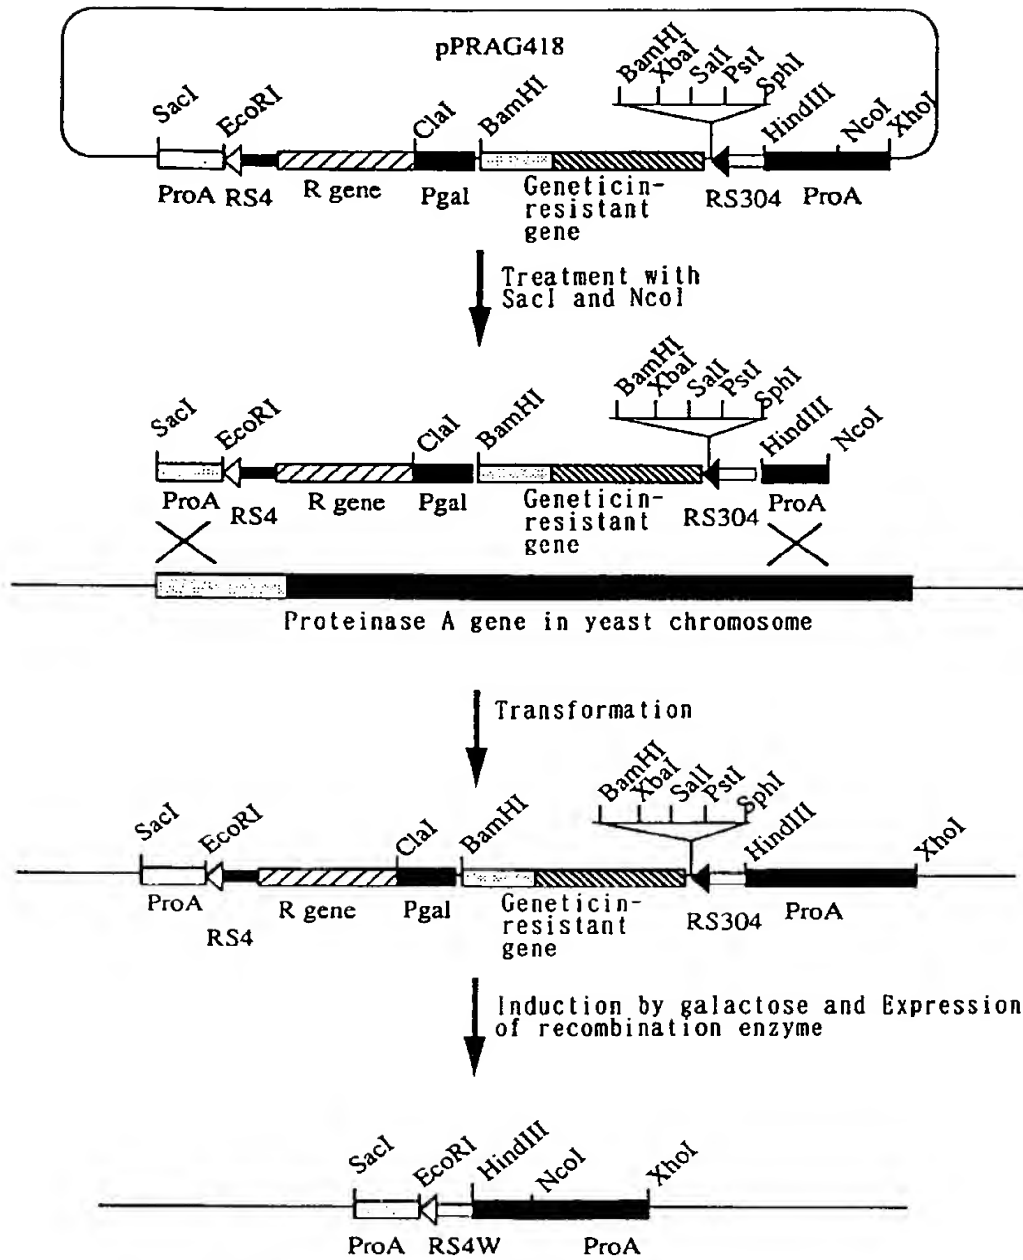 pPRAG418
BamHI XbaI SalI PstI SphI
SacI EcoRI ClaI BamHI HindIII NcoI XhoI
ProA RS4 R gene Pgal Geneticin-resistant gene RS304 ProA
Treatment with
SacI and NcoI
BamHI XbaI SalI PstI SphI
SacI EcoRI ClaI BamHI HindIII NcoI
ProA RS4 R gene Pgal Geneticin-resistant gene RS304 ProA
Proteinase A gene in yeast chromosome
Transformation
BamHI XbaI SalI PstI SphI
SacI EcoRI ClaI BamHI HindIII XhoI
ProA RS4 R gene Pgal Geneticin-resistant gene RS304 ProA
Induction by galactose and Expression
of recombination enzyme
SacI EcoRI HindIII NcoI XhoI
ProA RS4W ProA